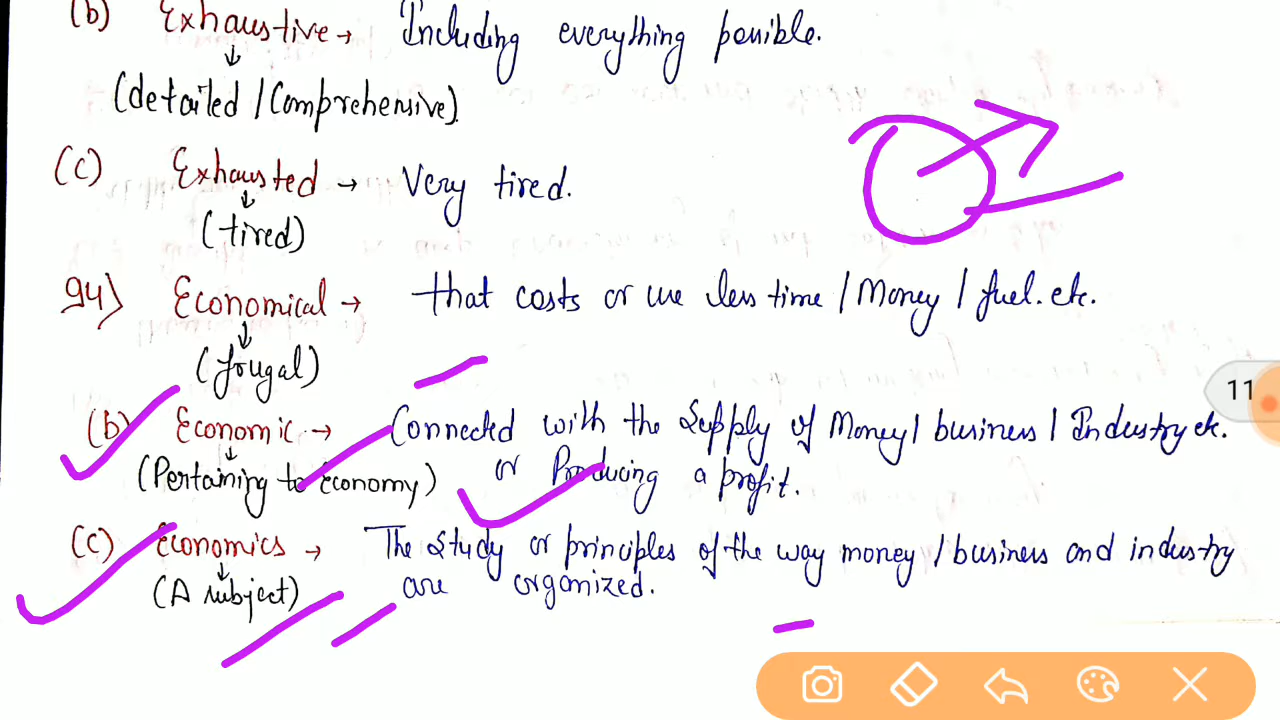 (b) Exhaustive → Including everything possible.
(detailed / Comprehensive)
(C) Exhausted → Very tired.
(tired)
94) Economical → that costs or use less time / Money / fuel. etc.
(frugal)
(b) Economic → Connected with the Supply of Money / business / Industry etc.
(Pertaining to economy) or Producing a profit.
(C) Economics → The Study or principles of the way money / business and industry
(A subject) are organized.
11